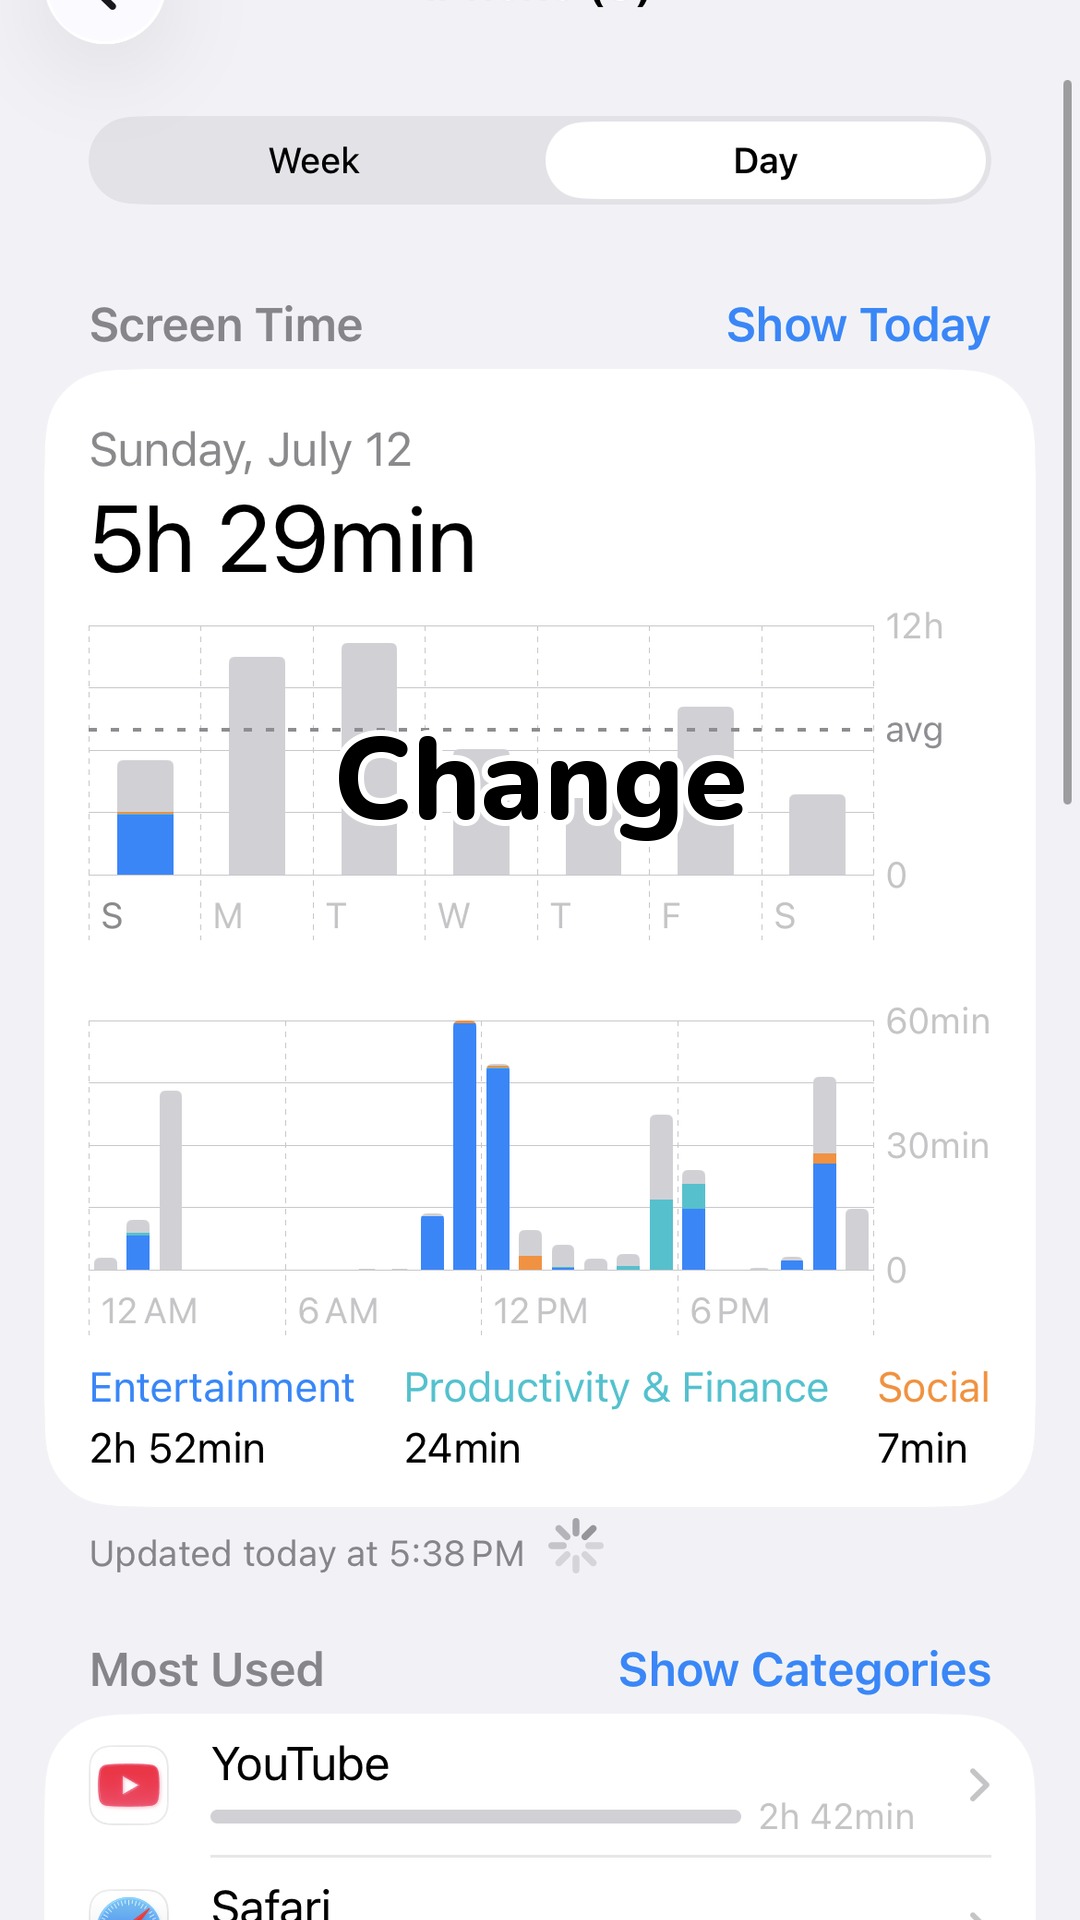 Week
Day
Screen Time
Show Today
Sunday, July 12
5h 29min
12h
avg
Change
0
S M T W T F S
60min
30min
0
12 AM 6 AM 12 PM 6 PM
Entertainment Productivity & Finance Social
2h 52min 24min 7min
Updated today at 5:38 PM
Most Used
Show Categories
YouTube
2h 42min
Safari